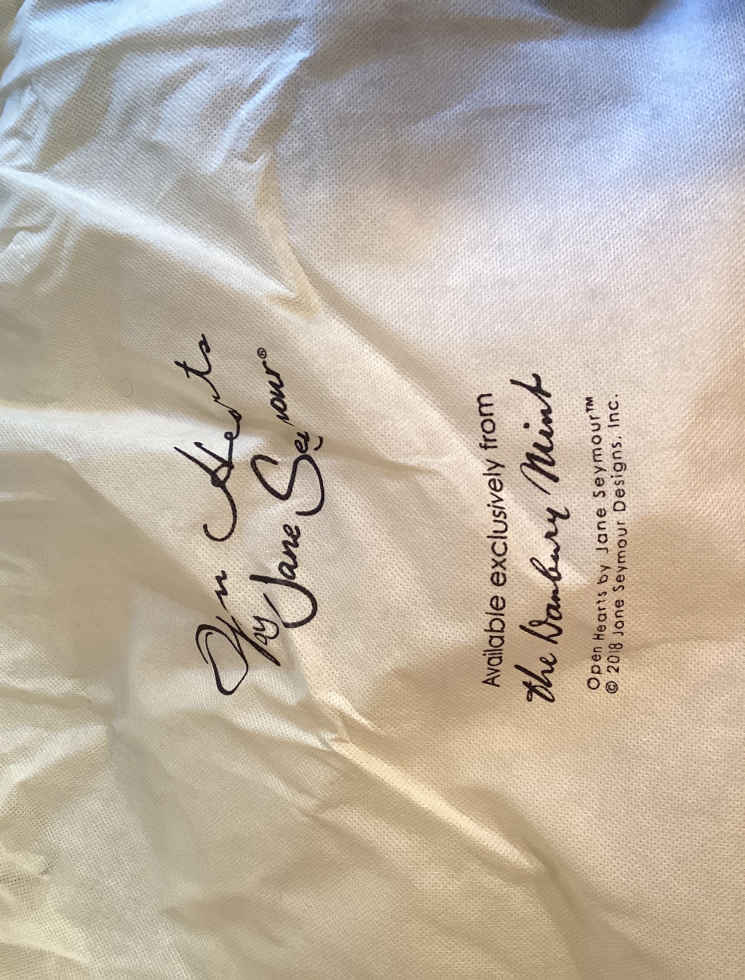 Open Hearts
By Jane Seymour®
Available exclusively from
the Danbury Mint
Open Hearts by Jane Seymour™
© 2018 Jane Seymour Designs, Inc.